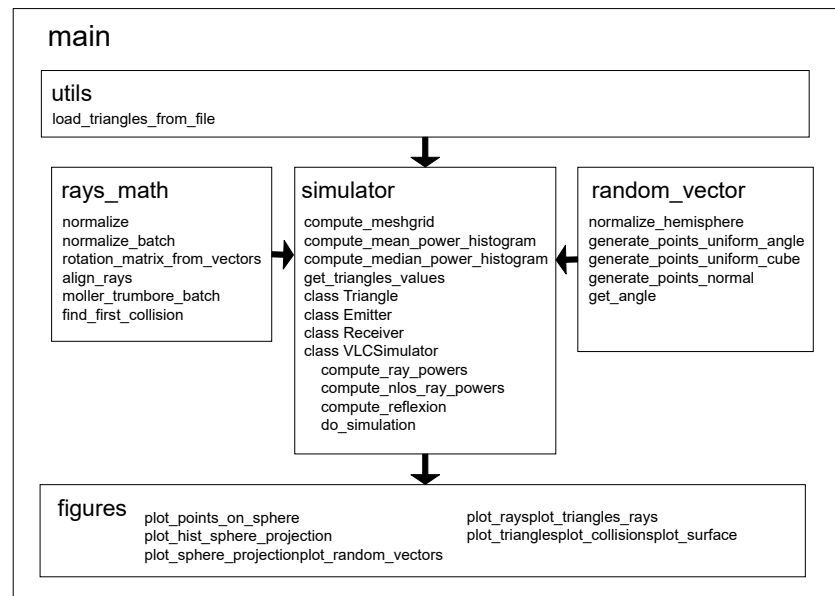 main
utils
load_triangles_from_file
rays_math
normalize
normalize_batch
rotation_matrix_from_vectors
align_rays
moller_trumbore_batch
find_first_collision
simulator
compute_meshgrid
compute_mean_power_histogram
compute_median_power_histogram
get_triangles_values
class Triangle
class Emitter
class Receiver
class VLCSimulator
compute_ray_powers
compute_nlos_ray_powers
compute_reflexion
do_simulation
random_vector
normalize_hemisphere
generate_points_uniform_angle
generate_points_uniform_cube
generate_points_normal
get_angle
figures
plot_points_on_sphere
plot_hist_sphere_projection
plot_sphere_projectionplot_random_vectors
plot_raysplot_triangles_rays
plot_trianglesplot_collisionsplot_surface